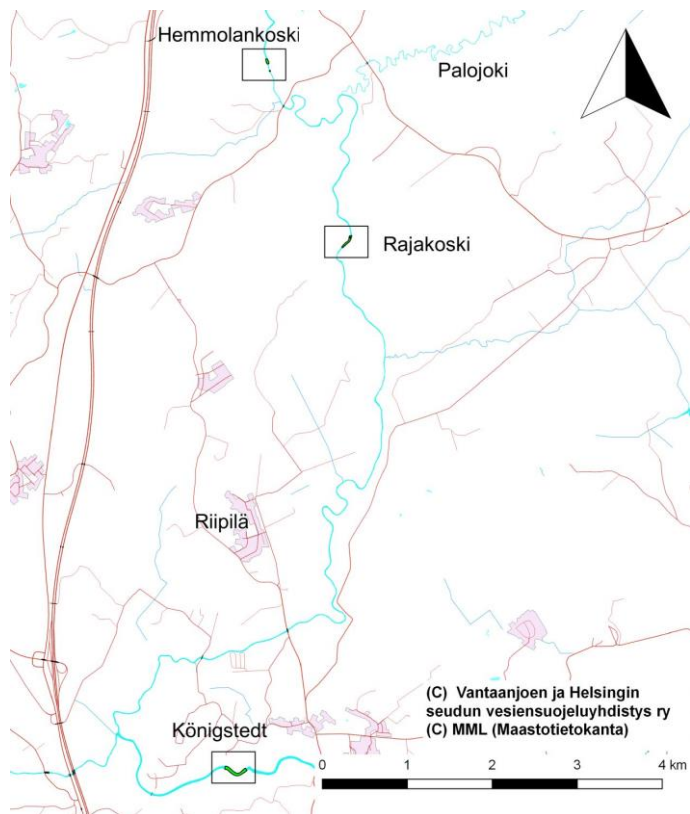 Hemmolankoski
Palojoki
Rajakoski
Riipilä
(C) Vantaanjoen ja Helsingin
seudun vesiensuojeluyhdistys ry
(C) MML (Maastotietokanta)
Königstedt
0 1 2 3 4 km